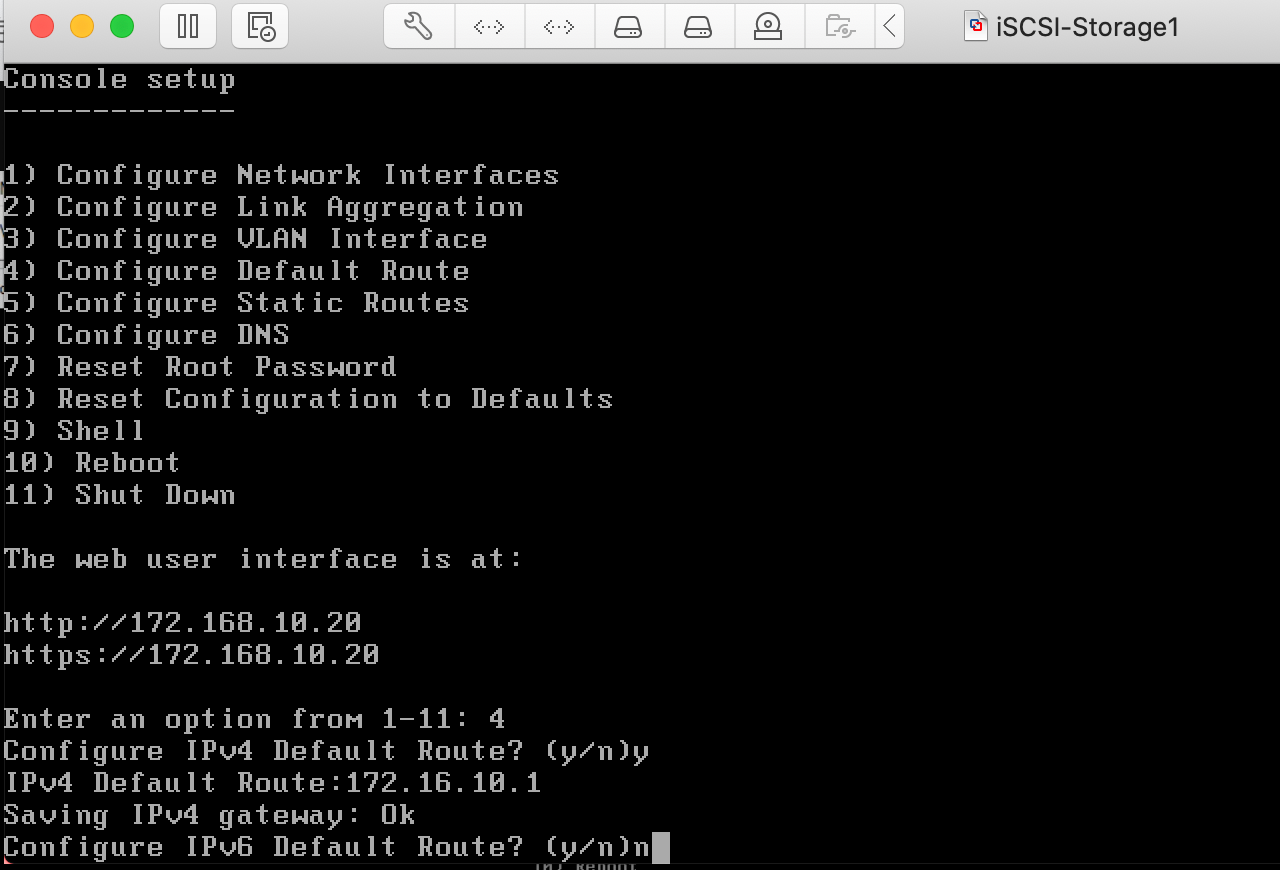 iSCSI-Storage1
Console setup
-------------
1) Configure Network Interfaces
2) Configure Link Aggregation
3) Configure VLAN Interface
4) Configure Default Route
5) Configure Static Routes
6) Configure DNS
7) Reset Root Password
8) Reset Configuration to Defaults
9) Shell
10) Reboot
11) Shut Down
The web user interface is at:
http://172.168.10.20
https://172.168.10.20
Enter an option from 1-11: 4
Configure IPv4 Default Route? (y/n)y
IPv4 Default Route:172.16.10.1
Saving IPv4 gateway: Ok
Configure IPv6 Default Route? (y/n)n
10) Reboot